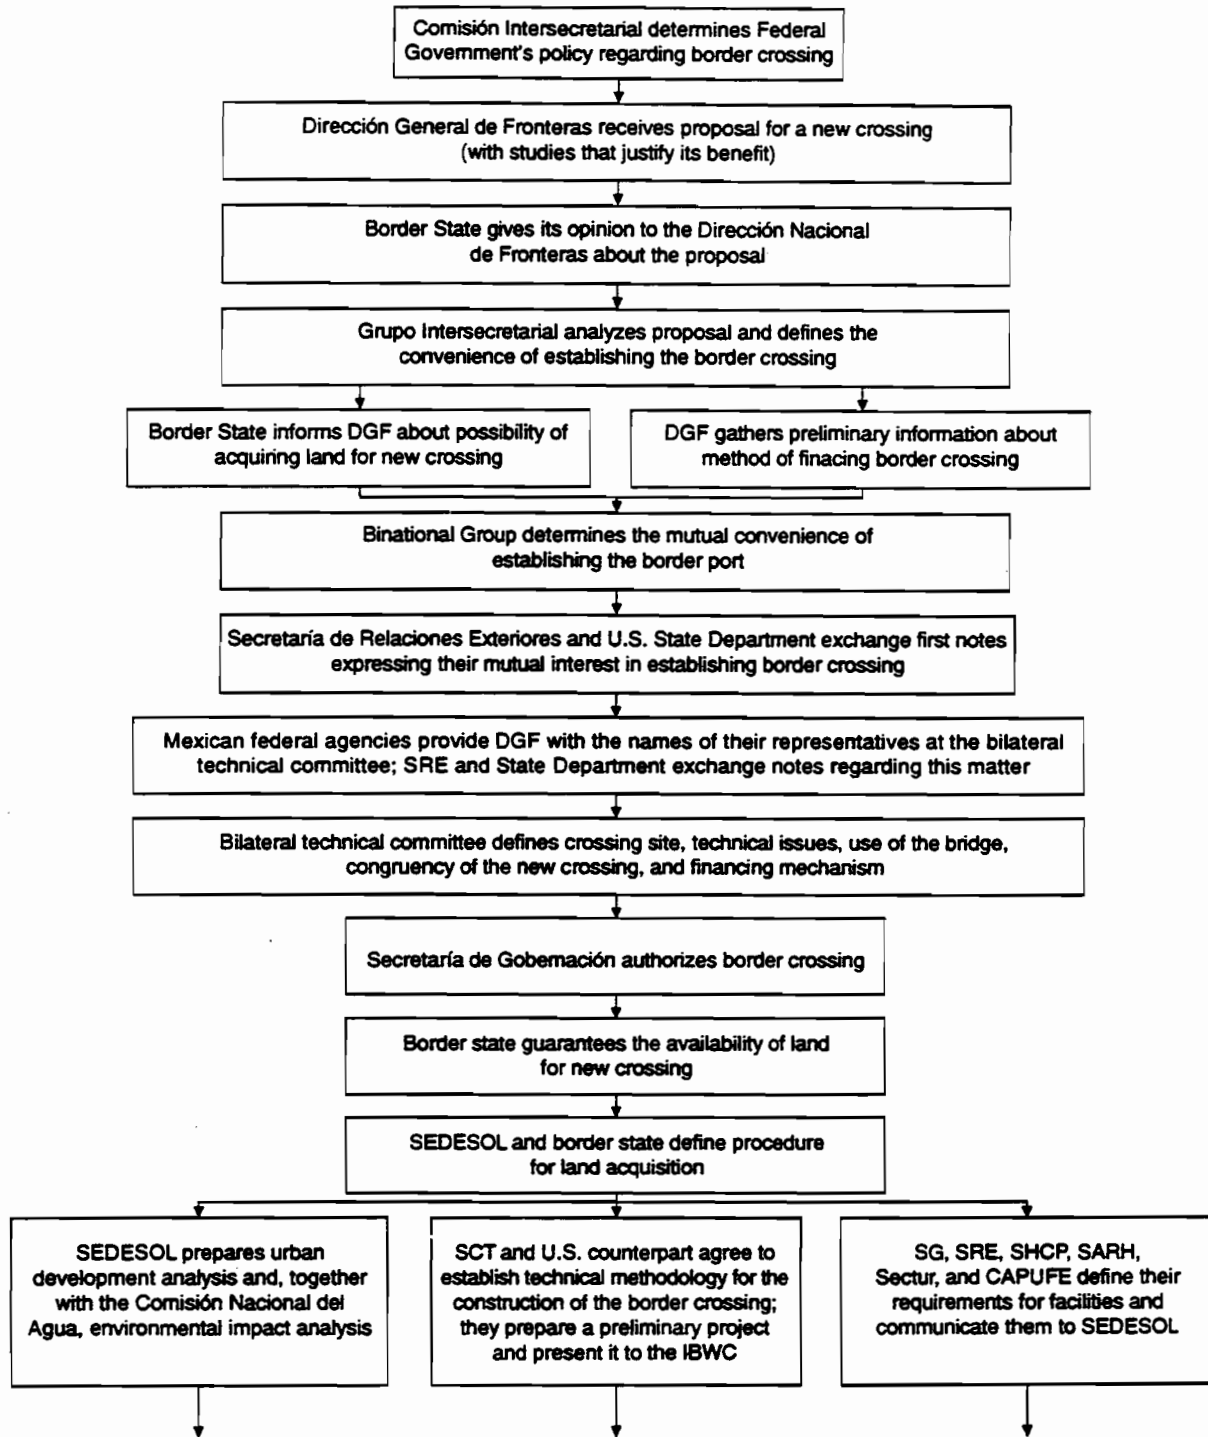 Comisión Intersecretarial determines Federal
Government's policy regarding border crossing
Dirección General de Fronteras receives proposal for a new crossing
(with studies that justify its benefit)
Border State gives its opinion to the Dirección Nacional
de Fronteras about the proposal
Grupo Intersecretarial analyzes proposal and defines the
convenience of establishing the border crossing
Border State informs DGF about possibility of
acquiring land for new crossing
DGF gathers preliminary information about
method of finacing border crossing
Binational Group determines the mutual convenience of
establishing the border port
Secretaría de Relaciones Exteriores and U.S. State Department exchange first notes
expressing their mutual interest in establishing border crossing
Mexican federal agencies provide DGF with the names of their representatives at the bilateral
technical committee; SRE and State Department exchange notes regarding this matter
Bilateral technical committee defines crossing site, technical issues, use of the bridge,
congruency of the new crossing, and financing mechanism
Secretaría de Gobernación authorizes border crossing
Border state guarantees the availability of land
for new crossing
SEDESOL and border state define procedure
for land acquisition
SEDESOL prepares urban
development analysis and, together
with the Comisión Nacional del
Agua, environmental impact analysis
SCT and U.S. counterpart agree to
establish technical methodology for the
construction of the border crossing;
they prepare a preliminary project
and present it to the IBWC
SG, SRE, SHCP, SARH,
Sectur, and CAPUFE define their
requirements for facilities and
communicate them to SEDESOL